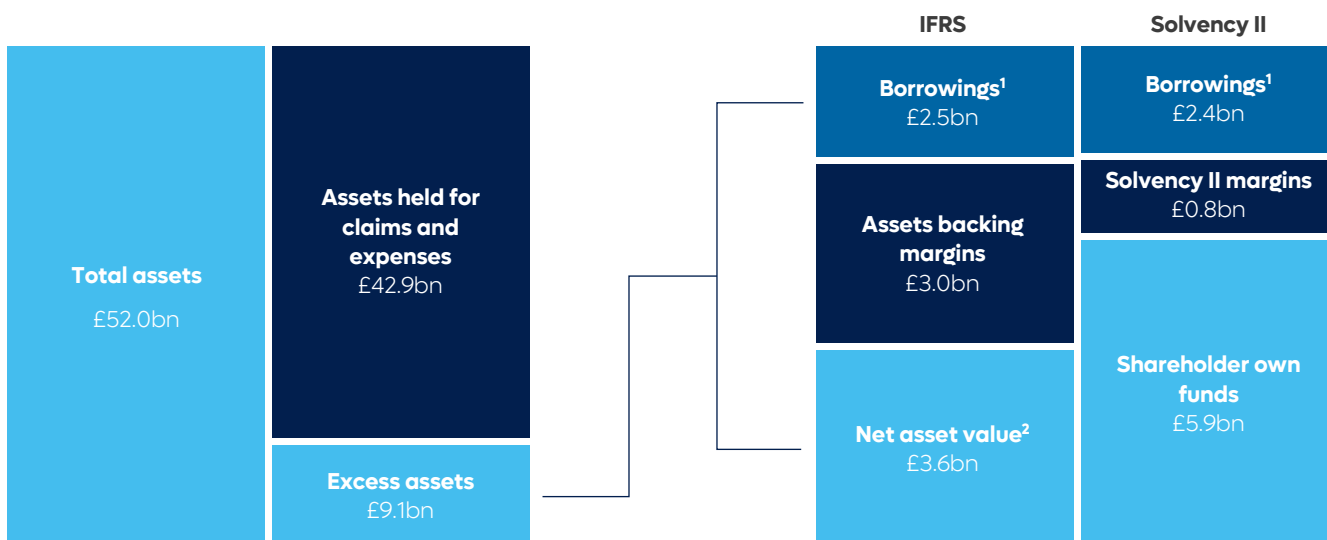 IFRS
Solvency II
Total assets
£52.0bn
Assets held for
claims and
expenses
£42.9bn
Excess assets
£9.1bn
Borrowings¹
£2.5bn
Assets backing
margins
£3.0bn
Net asset value²
£3.6bn
Borrowings¹
£2.4bn
Solvency II margins
£0.8bn
Shareholder own
funds
£5.9bn